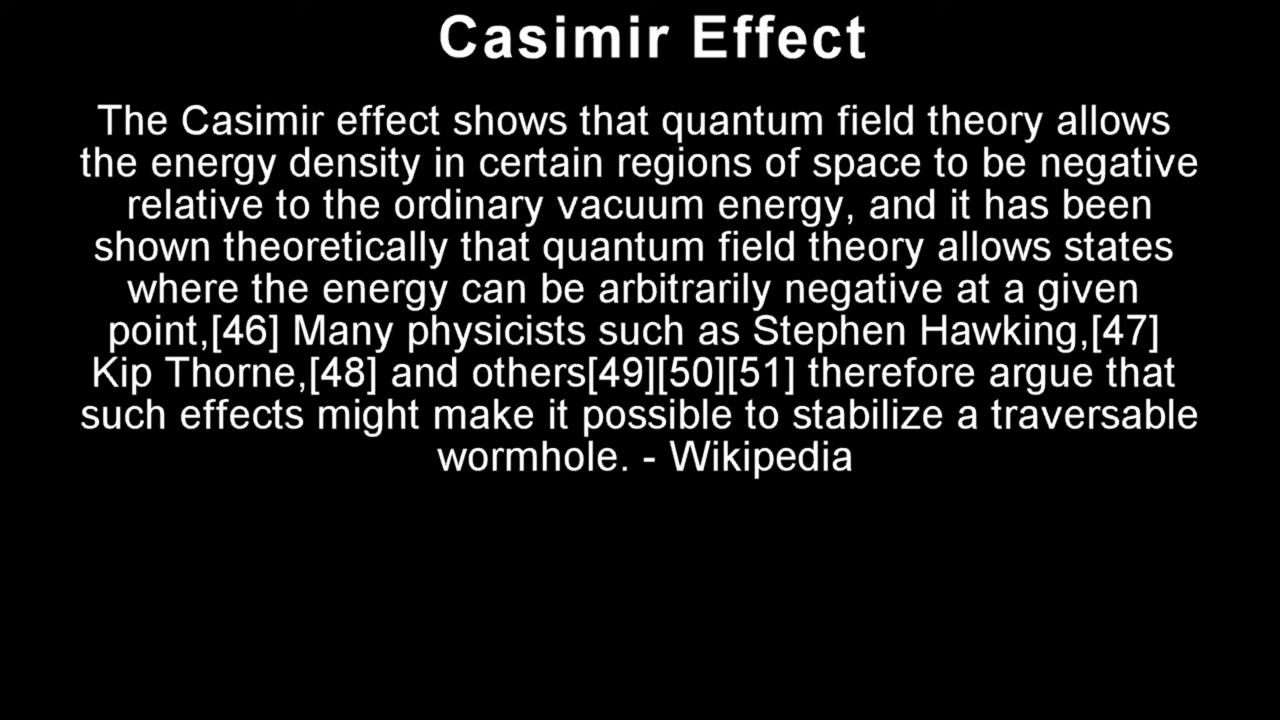 Casimir Effect
The Casimir effect shows that quantum field theory allows
the energy density in certain regions of space to be negative
relative to the ordinary vacuum energy, and it has been
shown theoretically that quantum field theory allows states
where the energy can be arbitrarily negative at a given
point,[46] Many physicists such as Stephen Hawking,[47]
Kip Thorne,[48] and others[49][50][51] therefore argue that
such effects might make it possible to stabilize a traversable
wormhole. - Wikipedia